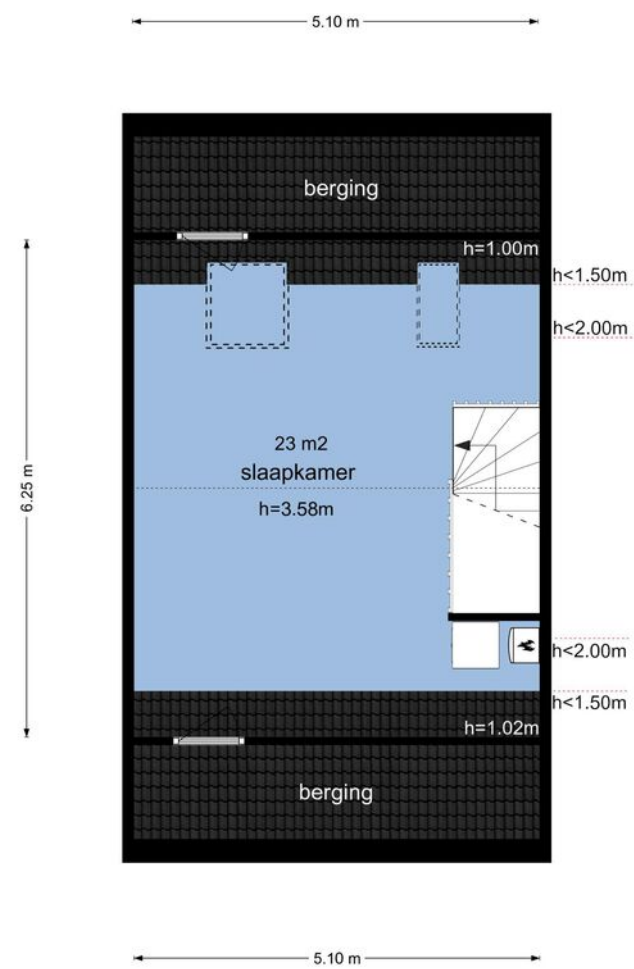 5.10 m
berging
h=1.00m
h<1.50m
h<2.00m
23 m2
slaapkamer
h=3.58m
6.25 m
h<2.00m
h<1.50m
h=1.02m
berging
5.10 m